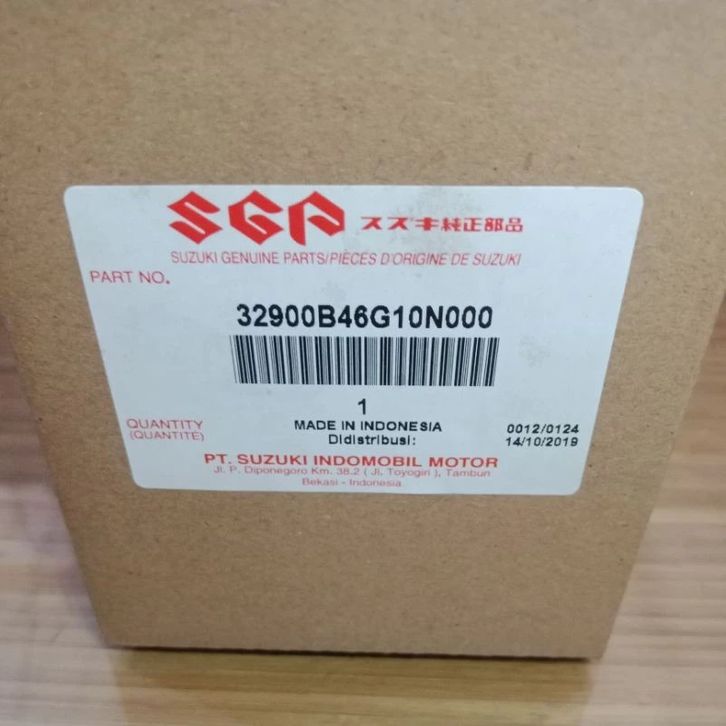 SGP スズキ純正部品
SUZUKI GENUINE PARTS/PIÈCES D'ORIGINE DE SUZUKI
PART NO.
32900B46G10N000
1
QUANTITY
(QUANTITÉ)
MADE IN INDONESIA
0012/0124
Didistribusi:
14/10/2019
PT. SUZUKI INDOMOBIL MOTOR
Jl. P. Diponegoro Km. 38.2 ( Jl. Toyogiri ), Tambun
Bekasi - Indonesia